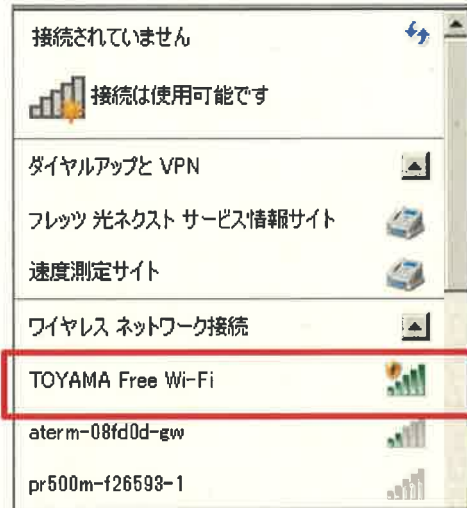 接続されていません
接続は使用可能です
ダイヤルアップと VPN
フレッツ 光ネクスト サービス情報サイト
速度測定サイト
ワイヤレス ネットワーク接続
TOYAMA Free Wi-Fi
aterm-08fd0d-gw
pr500m-f26593-1